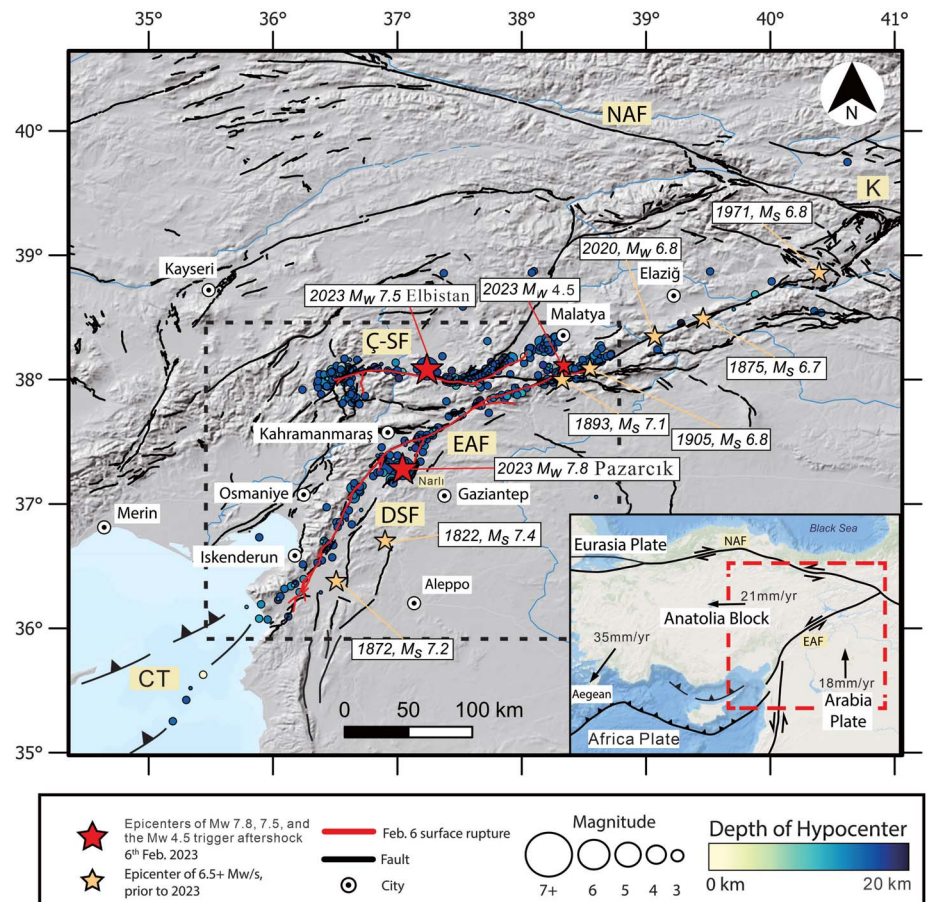 35° 36° 37° 38° 39° 40° 41°
N
NAF
40°
K
1971, MS 6.8
2020, MW 6.8
39°
Kayseri
Elaziğ
2023 MW 7.5 Elbistan
2023 MW 4.5
Malatya
Ç-SF
38°
1875, MS 6.7
1893, MS 7.1
1905, MS 6.8
Kahramanmaraş
EAF
2023 MW 7.8 Pazarcık
Narlı
Osmaniye
Gaziantep
37°
Merin
DSF
1822, MS 7.4
Iskenderun
Aleppo
36°
1872, MS 7.2
CT
0 50 100 km
35°
Black Sea
NAF
Eurasia Plate
21mm/yr
Anatolia Block
35mm/yr
EAF
18mm/yr
Aegean
Arabia
Plate
Africa Plate
Epicenters of Mw 7.8, 7.5, and
the Mw 4.5 trigger aftershock
6th Feb. 2023
Epicenter of 6.5+ Mw/s,
prior to 2023
Feb. 6 surface rupture
Fault
City
Magnitude
7+ 6 5 4 3
Depth of Hypocenter
0 km 20 km